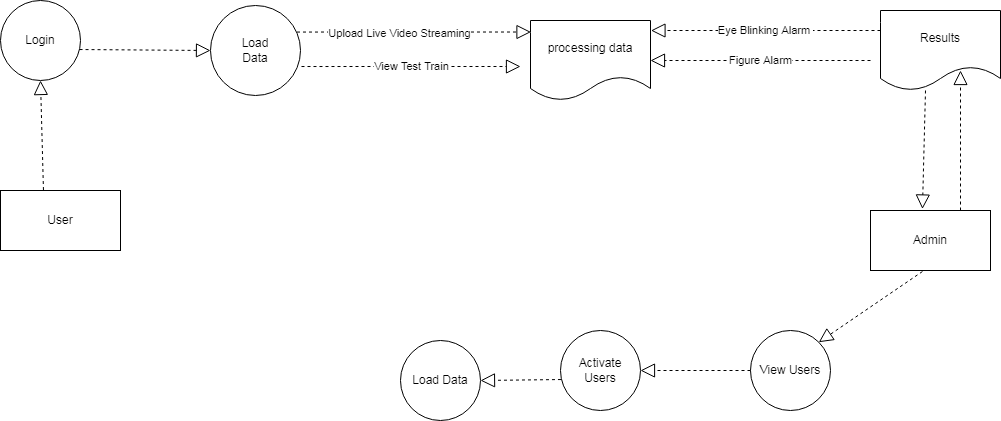 Login
Load
Data
Upload Live Video Streaming
View Test Train
processing data
Eye Blinking Alarm
Figure Alarm
Results
User
Admin
View Users
Activate
Users
Load Data